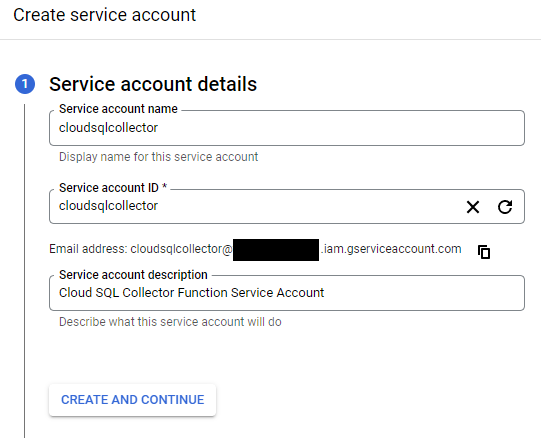 Create service account
1 Service account details
Service account name
cloudsqlcollector
Display name for this service account
Service account ID *
cloudsqlcollector
Email address: cloudsqlcollector@ .iam.gserviceaccount.com
Service account description
Cloud SQL Collector Function Service Account
Describe what this service account will do
CREATE AND CONTINUE